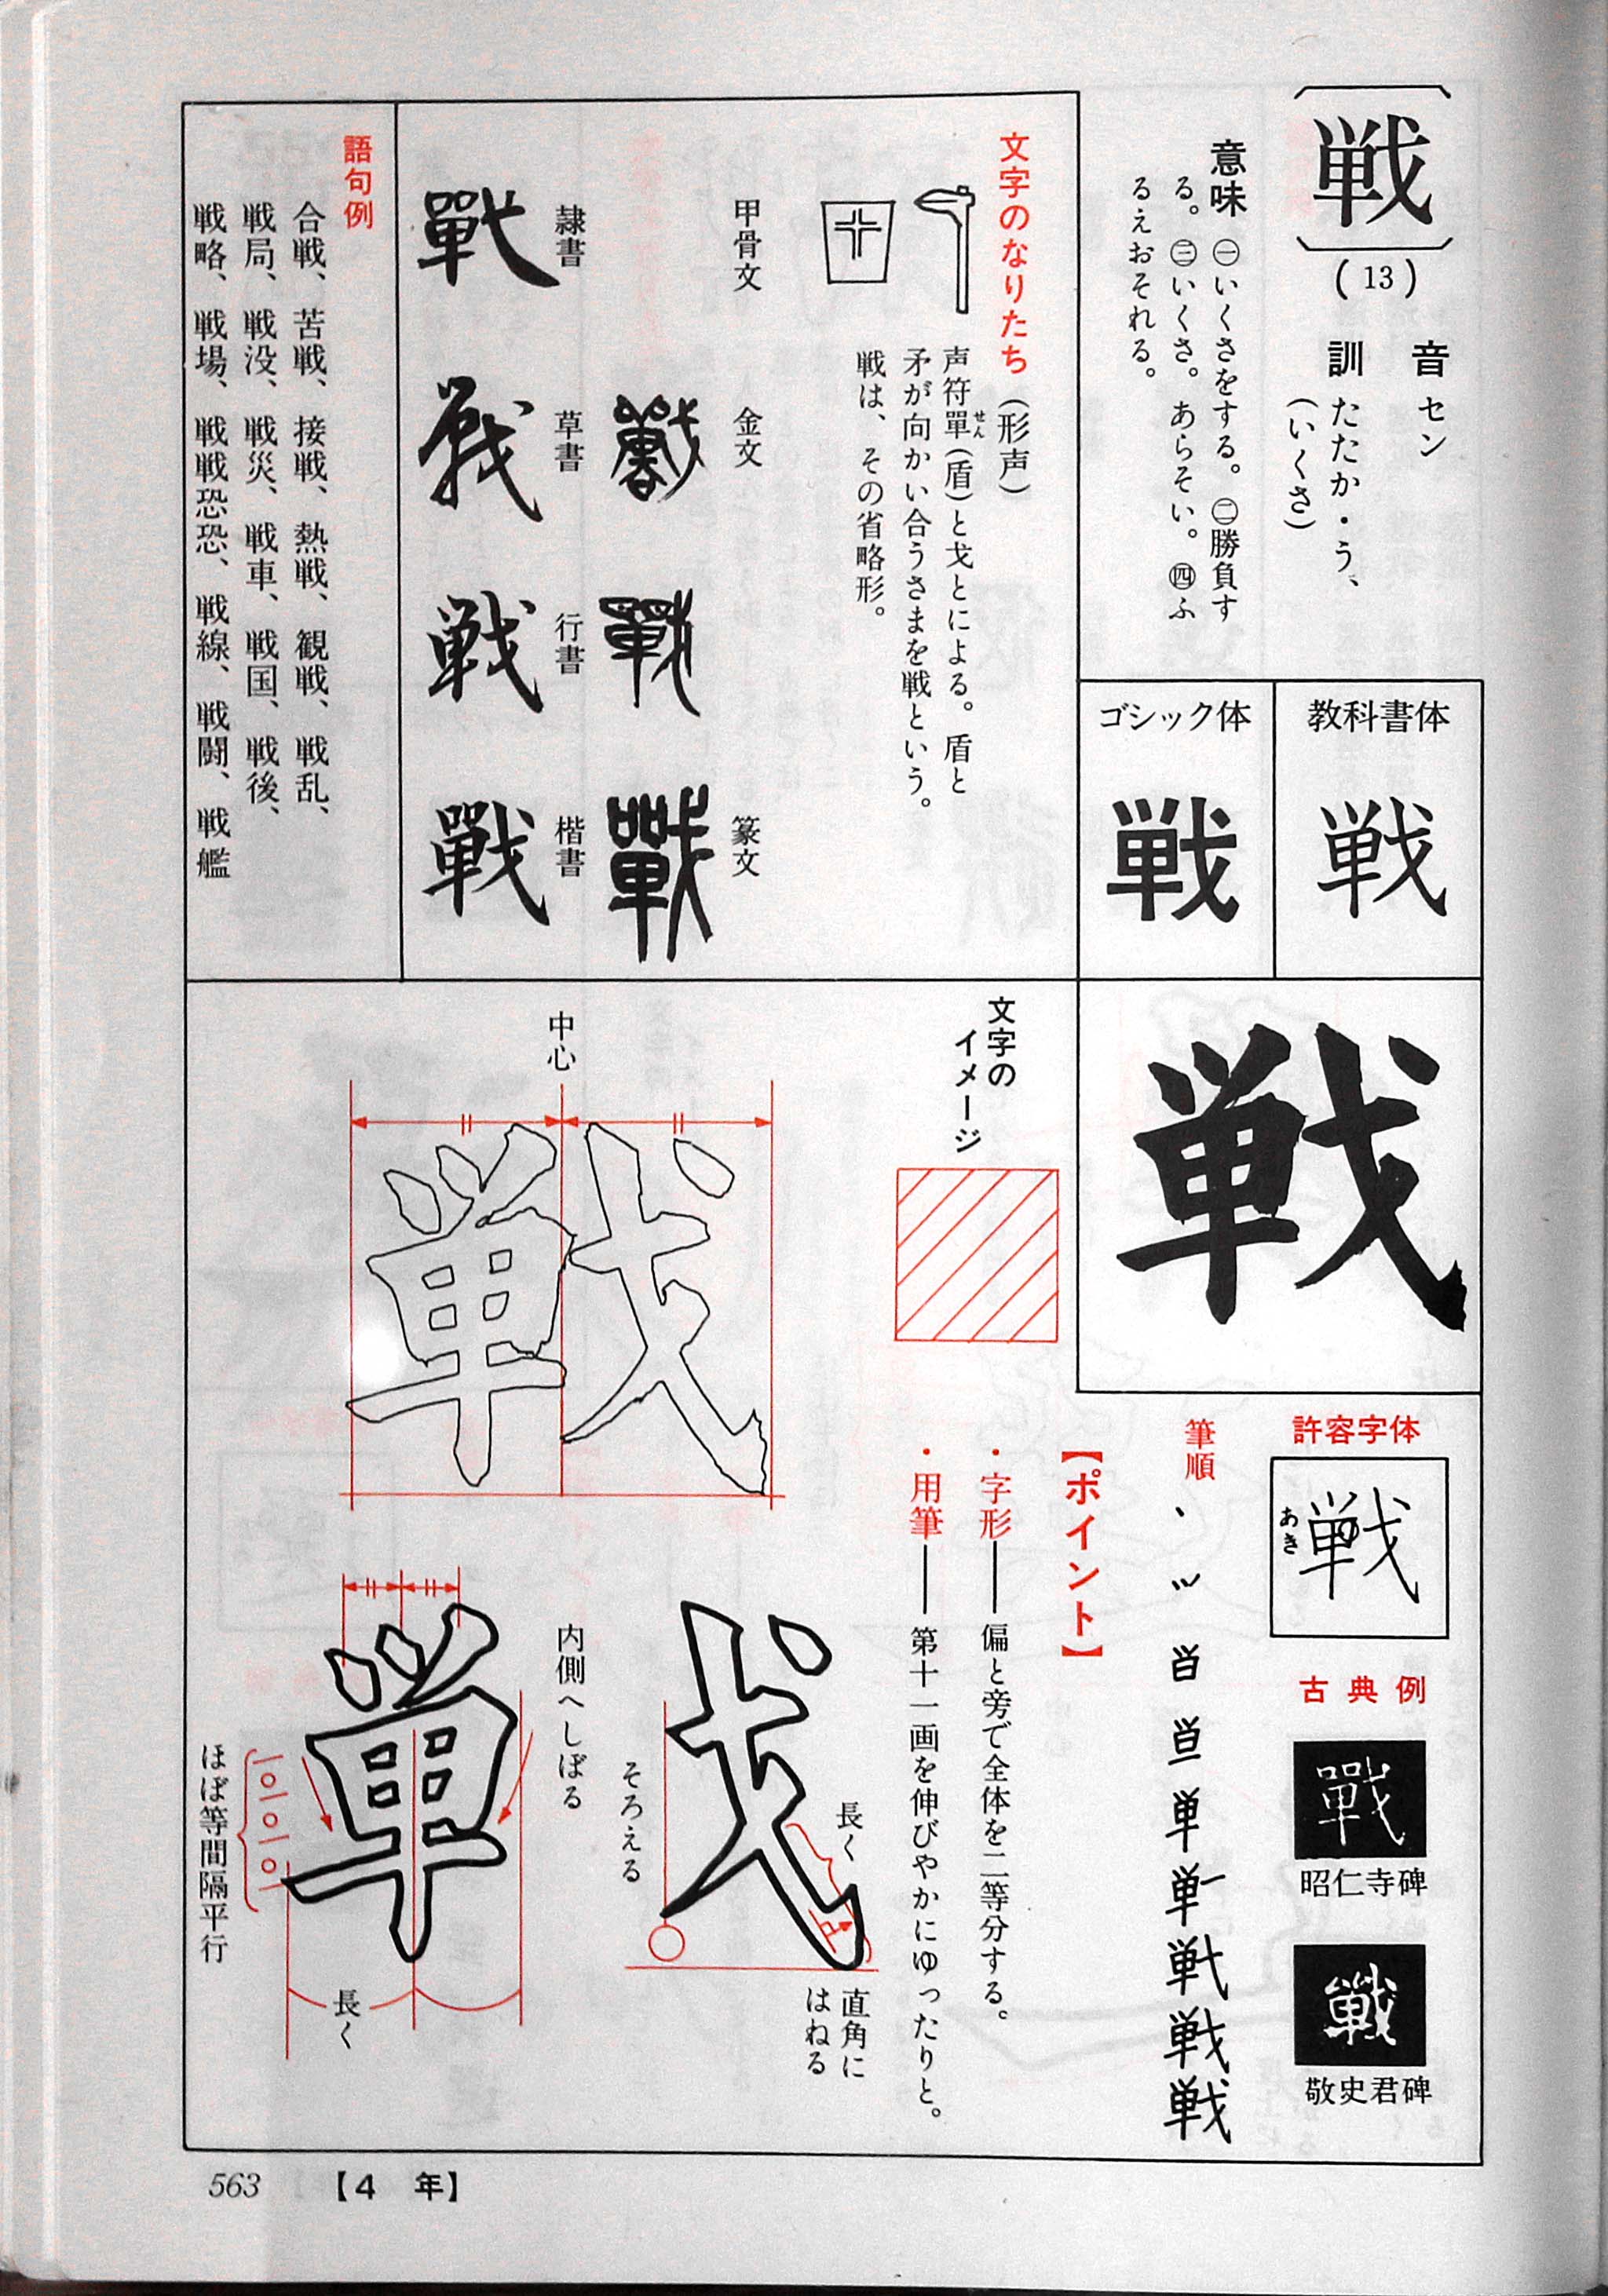 戦
(13)
音 セン
訓 たたか・う、
(いくさ)
意味 ㊀いくさをする。㊁勝負す
る。㊂いくさ。あらそい。㊃ふ
るえおそれる。
教科書体
戦
ゴシック体
戦
文字のなりたち(形声)
声符單(盾)と戈とによる。盾と
せん
矛が向かい合うさまを戦という。
戦は、その省略形。
甲骨文
金文
篆文
隷書
草書
行書
楷書
戰
語句例
合戦、苦戦、接戦、熱戦、観戦、戦乱、
戦局、戦没、戦災、戦車、戦国、戦後、
戦略、戦場、戦戦恐恐、戦線、戦闘、戦艦
戦
許容字体
戦
あき
古典例
戰
昭仁寺碑
戰
敬史君碑
筆順
【ポイント】
・字形——偏と旁で全体を二等分する。
・用筆——第十一画を伸びやかにゆったりと。
文字の
イメージ
中心
戦
長く
直角に
はねる
そろえる
内側へしぼる
ほぼ等間隔平行
長く
563
【4 年】